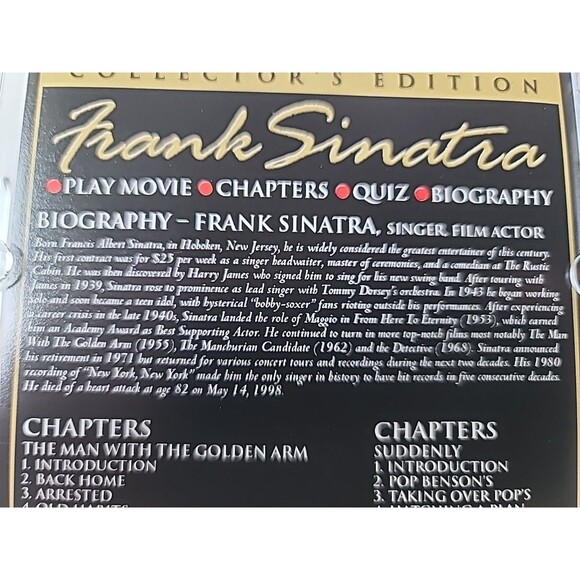 COLLECTOR'S EDITION
Frank Sinatra
PLAY MOVIE CHAPTERS QUIZ BIOGRAPHY
BIOGRAPHY – FRANK SINATRA, SINGER, FILM ACTOR
Born Francis Albert Sinatra, in Hoboken, New Jersey, he is widely considered the greatest entertainer of this century.
His first contract was for $25 per week as a singer headwaiter, master of ceremonies, and a comedian at The Rustic
Cabin. He was then discovered by Harry James who signed him to sing for his new swing band. After touring with
James in 1939, Sinatra rose to prominence as lead singer with Tommy Dorsey's orchestra. In 1943 he began working
solo and soon became a teen idol, with hysterical "bobby-soxer" fans rioting outside his performances. After experiencing
a career crisis in the late 1940s, Sinatra landed the role of Maggio in From Here To Eternity (1953), which earned
him an Academy Award as Best Supporting Actor. He continued to turn in more top-notch films most notably The Man
With The Golden Arm (1955), The Manchurian Candidate (1962) and the Detective (1968). Sinatra announced
his retirement in 1971 but returned for various concert tours and recordings during the next two decades. His 1980
recording of "New York, New York" made him the only singer in history to have hit records in five consecutive decades.
He died of a heart attack at age 82 on May 14, 1998.
CHAPTERS
THE MAN WITH THE GOLDEN ARM
1. INTRODUCTION
2. BACK HOME
3. ARRESTED
4. OLD HABITS
CHAPTERS
SUDDENLY
1. INTRODUCTION
2. POP BENSON'S
3. TAKING OVER POP'S
4. HATCHING A PLAN